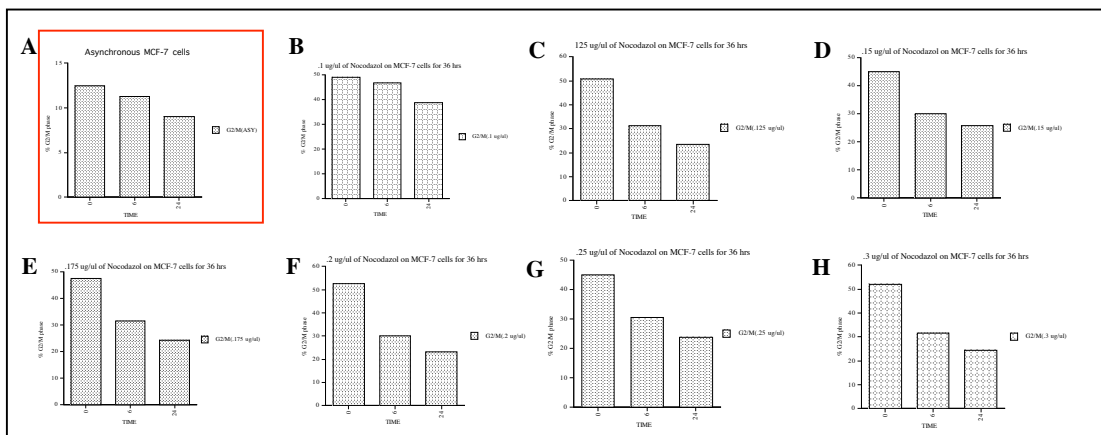 A
Asynchronous MCF-7 cells
% G2/M phase
15
10
5
0
0
6
24
TIME
G2/M(ASY)
B
.1 ug/ul of Nocodazol on MCF-7 cells for 36 hrs
% G2/M phase
50
40
30
20
10
0
0
6
24
TIME
G2/M(.1 ug/ul)
C
125 ug/ul of Nocodazol on MCF-7 cells for 36 hrs
% G2/M phase
60
50
40
30
20
10
0
0
6
24
TIME
G2/M(.125 ug/ul)
D
.15 ug/ul of Nocodazol on MCF-7 cells for 36 hrs
% G2/M phase
50
40
30
20
10
0
0
6
24
TIME
G2/M(.15 ug/ul)
E
.175 ug/ul of Nocodazol on MCF-7 cells for 36 hrs
% G2/M phase
50
40
30
20
10
0
0
6
24
TIME
G2/M(.175 ug/ul)
F
.2 ug/ul of Nocodazol on MCF-7 cells for 36 hrs
% G2/M phase
60
50
40
30
20
10
0
0
6
24
TIME
G2/M(.2 ug/ul)
G
.25 ug/ul of Nocodazol on MCF-7 cells for 36 hrs
% G2/M phase
50
40
30
20
10
0
0
6
24
TIME
G2/M(.25 ug/ul)
H
.3 ug/ul of Nocodazol on MCF-7 cells for 36 hrs
% G2/M phase
60
50
40
30
20
10
0
0
6
24
TIME
G2/M(.3 ug/ul)